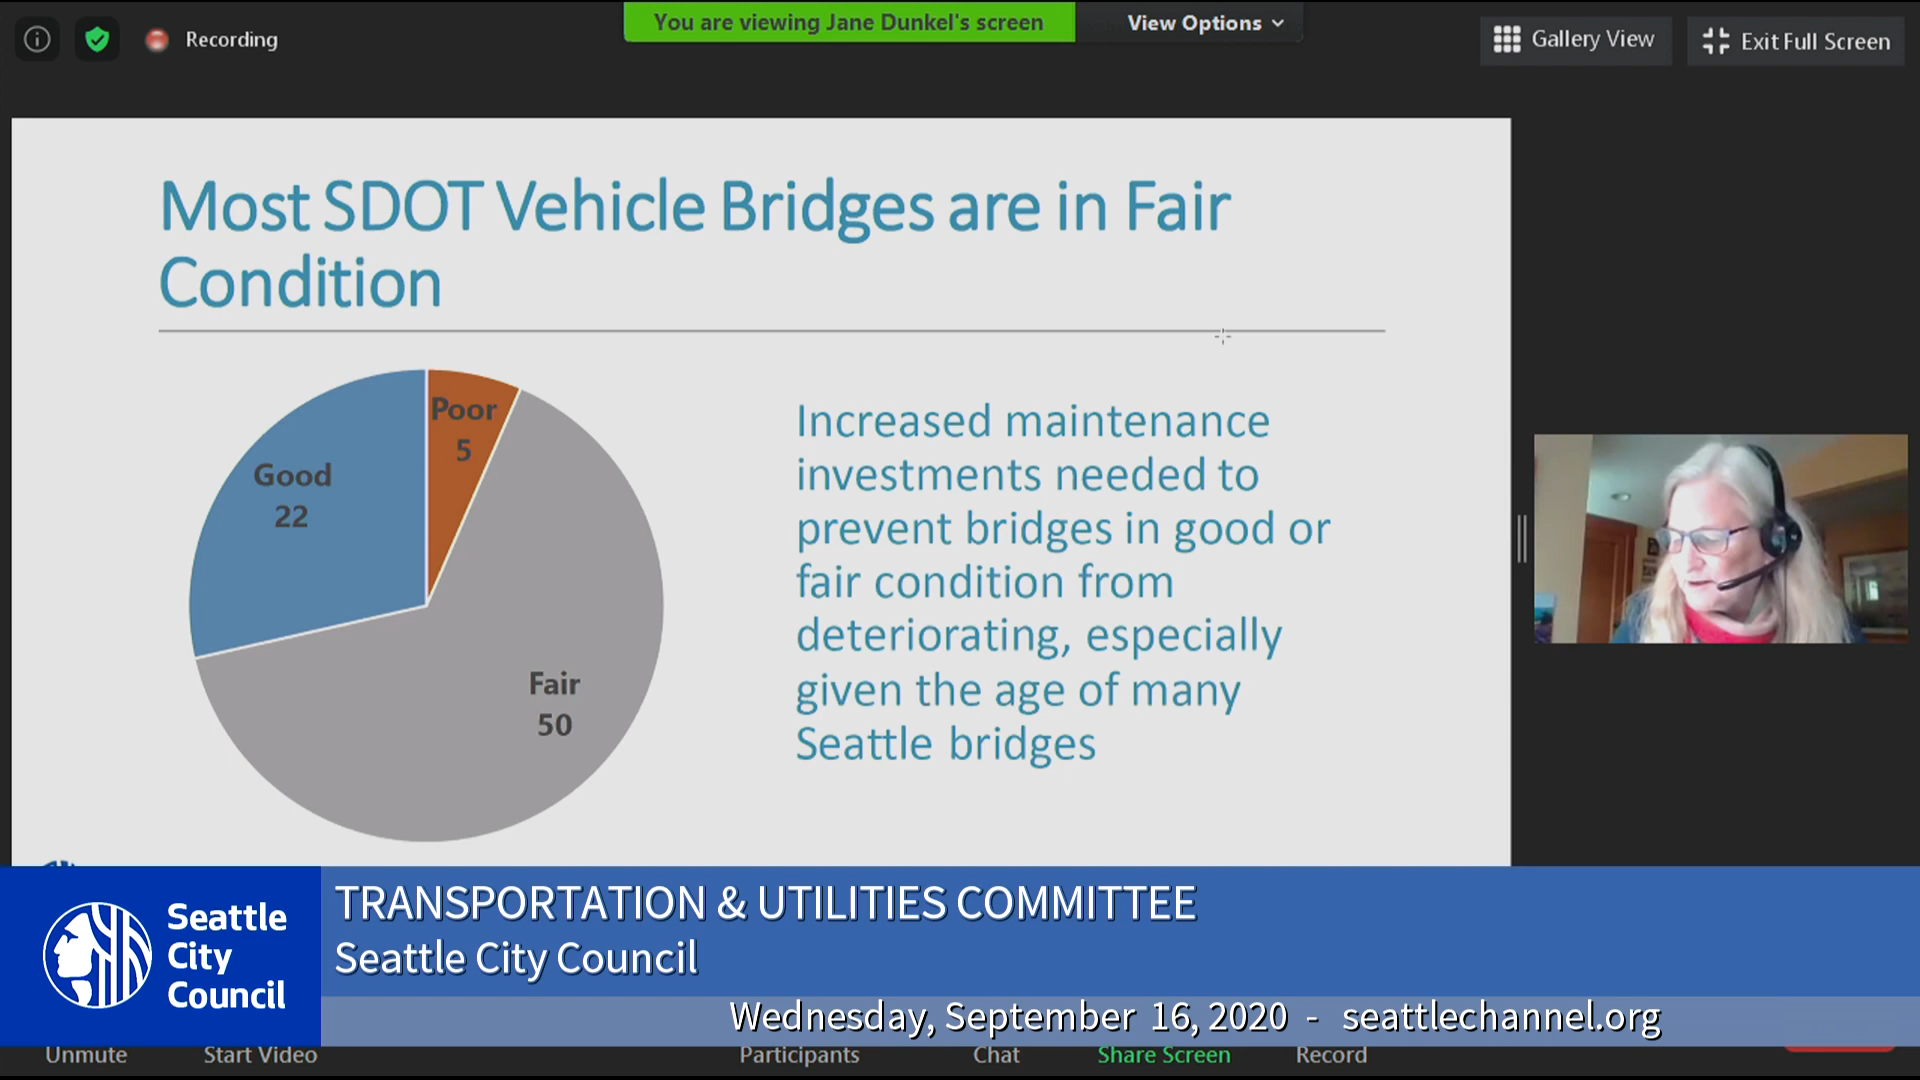 You are viewing Jane Dunkel's screen
View Options
Recording
Gallery View
Exit Full Screen
Most SDOT Vehicle Bridges are in Fair
Condition
Poor
5
Good
22
Fair
50
Increased maintenance
investments needed to
prevent bridges in good or
fair condition from
deteriorating, especially
given the age of many
Seattle bridges
Seattle
City
Council
TRANSPORTATION & UTILITIES COMMITTEE
Seattle City Council
Wednesday, September 16, 2020 - seattlechannel.org
Unmute
Start Video
Participants
Chat
Share Screen
Record